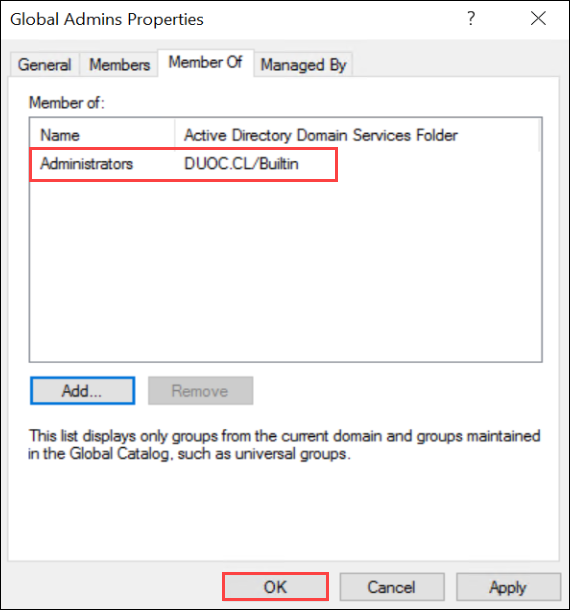 Global Admins Properties ? ×
General Members Member Of Managed By
Member of:
Name Active Directory Domain Services Folder
Administrators DUOC.CL/Builtin
Add... Remove
This list displays only groups from the current domain and groups maintained
in the Global Catalog, such as universal groups.
OK Cancel Apply